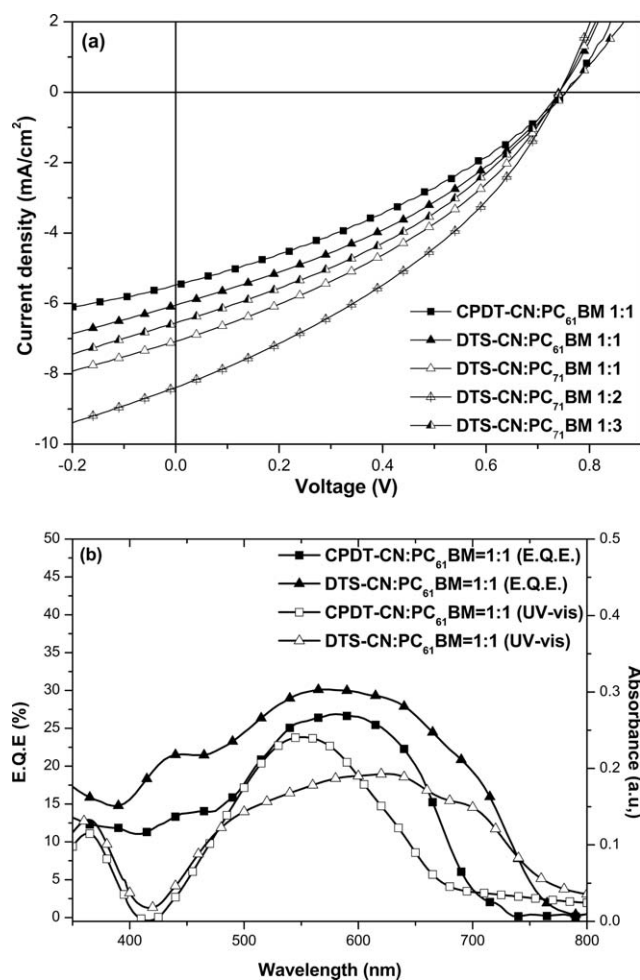 (a)
2
0
-2
-4
-6
-8
-10
Current density (mA/cm²)
CPDT-CN:PC₆₁BM 1:1
DTS-CN:PC₆₁BM 1:1
DTS-CN:PC₇₁BM 1:1
DTS-CN:PC₇₁BM 1:2
DTS-CN:PC₇₁BM 1:3
-0.2 0.0 0.2 0.4 0.6 0.8
Voltage (V)
(b)
50
45
40
35
30
25
20
15
10
5
0
E.Q.E (%)
CPDT-CN:PC₆₁BM=1:1 (E.Q.E.)
DTS-CN:PC₆₁BM=1:1 (E.Q.E.)
CPDT-CN:PC₆₁BM=1:1 (UV-vis)
DTS-CN:PC₆₁BM=1:1 (UV-vis)
0.5
0.4
0.3
0.2
0.1
0.0
Absorbance (a.u,)
400 500 600 700 800
Wavelength (nm)